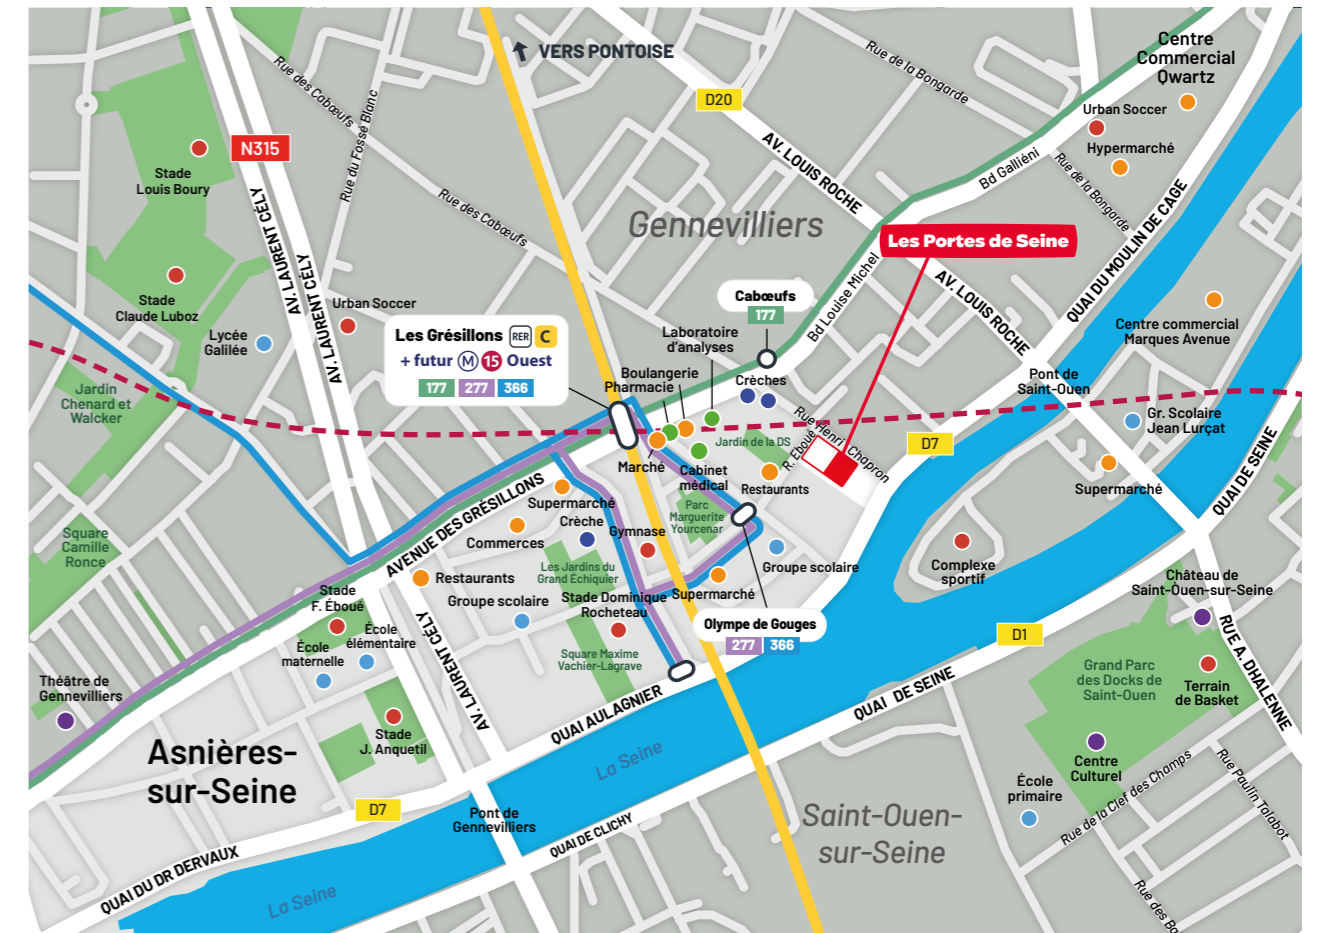 VERS PONTOISE
Rue de la Bongarde
Centre
Commercial
Qwartz
D20
Urban Soccer
Hypermarché
Rue des Cabœufs
Rue du Fossé Blanc
N315
Stade
Louis Boury
AV. LOUIS ROCHE
Bd Galliéni
Rue de la Bongarde
QUAI DU MOULIN DE CAGE
Rue des Cabœufs
Gennevilliers
Les Portes de Seine
AV. LAURENT CÉLY
AV. LAURENT CÉLY
Stade
Claude Luboz
Urban Soccer
Lycée
Galilée
Cabœufs
177
Bd Louise Michel
AV. LOUIS ROCHE
Centre commercial
Marques Avenue
Les Grésillons RER C
+ futur M 15 Ouest
177 277 366
Laboratoire
d'analyses
Boulangerie
Pharmacie
Crèches
Pont de
Saint-Ouen
Jardin
Chenard et
Walcker
Rue Henri Chapron
R. Eboué
Jardin de la DS
D7
Gr. Scolaire
Jean Lurçat
Marché
Cabinet
médical
Restaurants
Supermarché
QUAI DE SEINE
AVENUE DES GRÉSILLONS
Supermarché
Crèche
Commerces
Gymnase
Parc
Marguerite
Yourcenar
Square
Camille
Ronce
Groupe scolaire
Complexe
sportif
Les Jardins du
Grand Échiquier
Restaurants
Supermarché
Château de
Saint-Ouen-sur-Seine
Stade
F. Éboué
Groupe scolaire
Stade Dominique
Rocheteau
Olympe de Gouges
277 366
D1
École
élémentaire
École
maternelle
Square Maxime
Vachier-Lagrave
AV. LAURENT CÉLY
RUE A. DHALENNE
Grand Parc
des Docks de
Saint-Ouen
Terrain
de Basket
Théâtre de
Gennevilliers
QUAI AULAGNIER
QUAI DE SEINE
Stade
J. Anquetil
Asnières-
sur-Seine
La Seine
Centre
Culturel
D7
Pont de
Gennevilliers
QUAI DE CLICHY
Saint-Ouen-
sur-Seine
École
primaire
Rue de la Clef des Champs
Rue Paulin Talabot
QUAI DU DR DERVAUX
La Seine
Rue des Ba